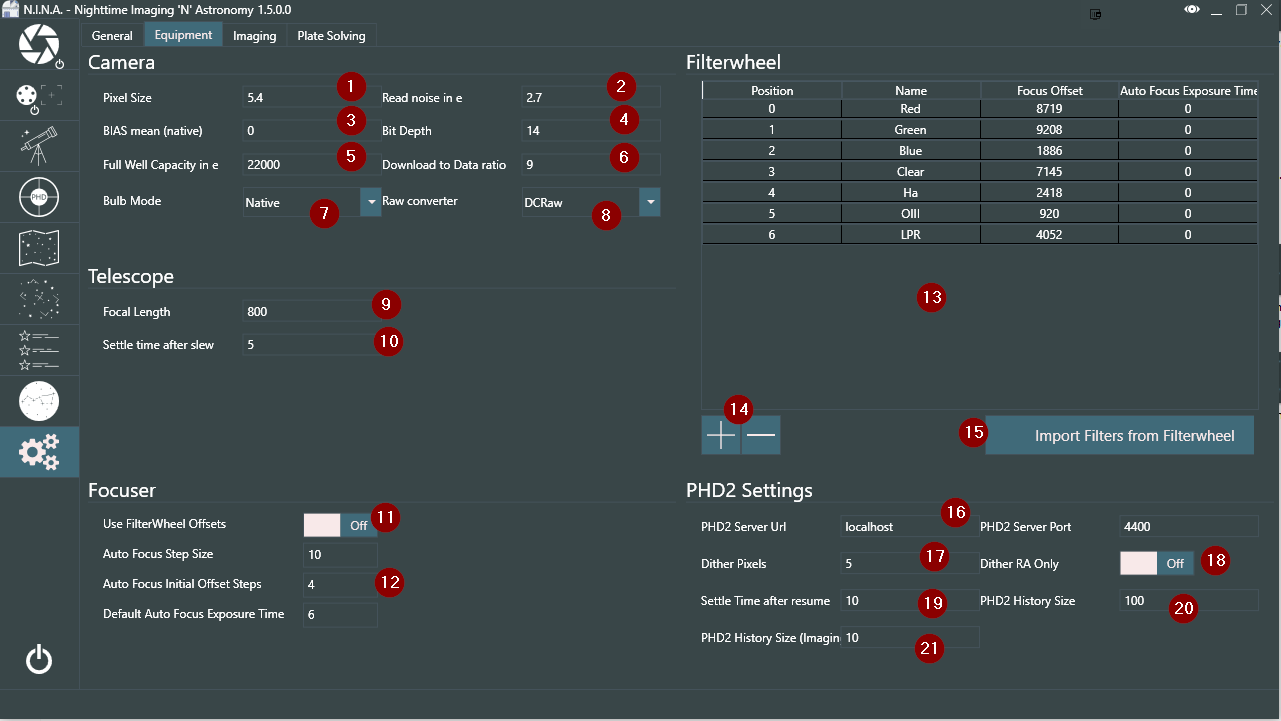 N.I.N.A. - Nighttime Imaging 'N' Astronomy 1.5.0.0
General Equipment Imaging Plate Solving
Camera
Pixel Size 5.4 1 Read noise in e 2.7 2
BIAS mean (native) 0 3 Bit Depth 14 4
Full Well Capacity in e 22000 5 Download to Data ratio 9 6
Bulb Mode Native 7 Raw converter DCRaw 8
Telescope
Focal Length 800 9
Settle time after slew 5 10
Focuser
Use FilterWheel Offsets Off 11
Auto Focus Step Size 10
Auto Focus Initial Offset Steps 4 12
Default Auto Focus Exposure Time 6
Filterwheel
Position Name Focus Offset Auto Focus Exposure Time
0 Red 8719 0
1 Green 9208 0
2 Blue 1886 0
3 Clear 7145 0
4 Ha 2418 0
5 OIII 920 0
6 LPR 4052 0
13
14
15 Import Filters from Filterwheel
PHD2 Settings
PHD2 Server Url localhost 16 PHD2 Server Port 4400
Dither Pixels 5 17 Dither RA Only Off 18
Settle Time after resume 10 19 PHD2 History Size 100 20
PHD2 History Size (Imagin 10 21
PHD